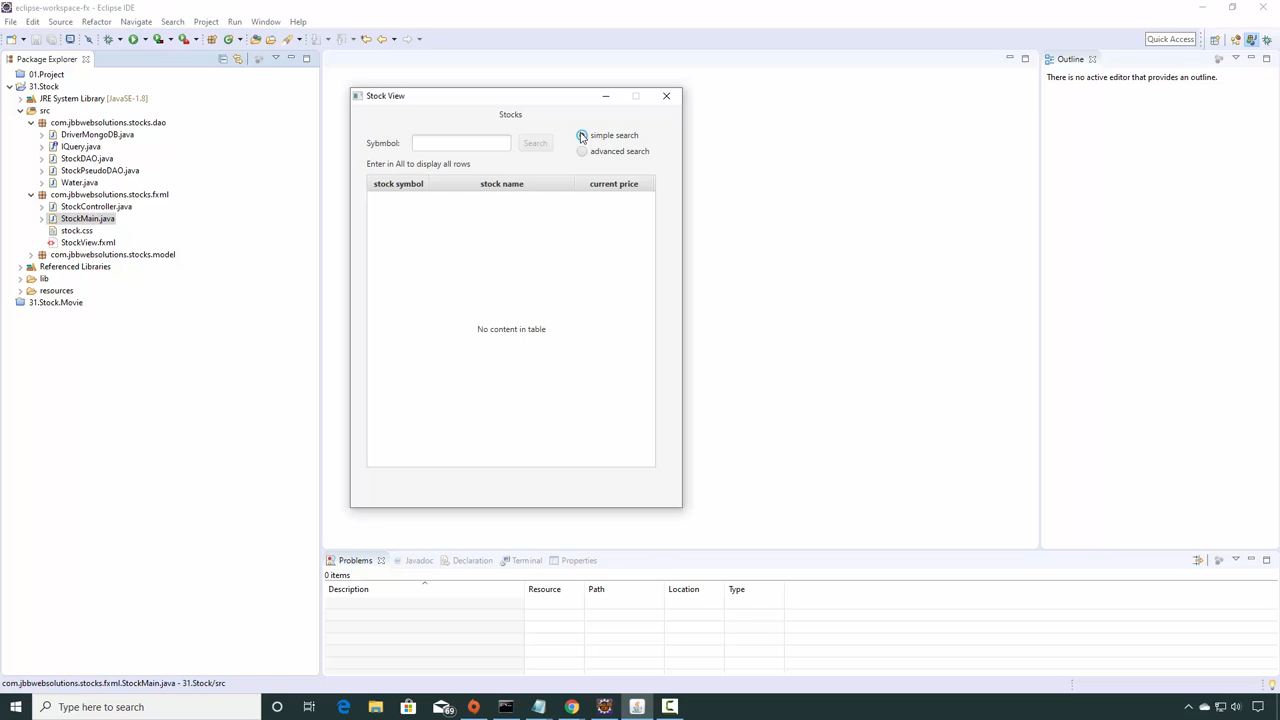 eclipse-workspace-fx - Eclipse IDE
File Edit Source Refactor Navigate Search Project Run Window Help
Quick Access
Package Explorer
01.Project
31.Stock
JRE System Library [JavaSE-1.8]
src
com.jbbwebsolutions.stocks.dao
DriverMongoDB.java
IQuery.java
StockDAO.java
StockPseudoDAO.java
Water.java
com.jbbwebsolutions.stocks.fxml
StockController.java
StockMain.java
stock.css
StockView.fxml
com.jbbwebsolutions.stocks.model
Referenced Libraries
lib
resources
31.Stock.Movie
Stock View
Stocks
Sybmbol:
Search
simple search
advanced search
Enter in All to display all rows
stock symbol stock name current price
No content in table
Outline
There is no active editor that provides an outline.
Problems Javadoc Declaration Terminal Properties
0 items
Description Resource Path Location Type
com.jbbwebsolutions.stocks.fxml.StockMain.java - 31.Stock/src
Type here to search
69